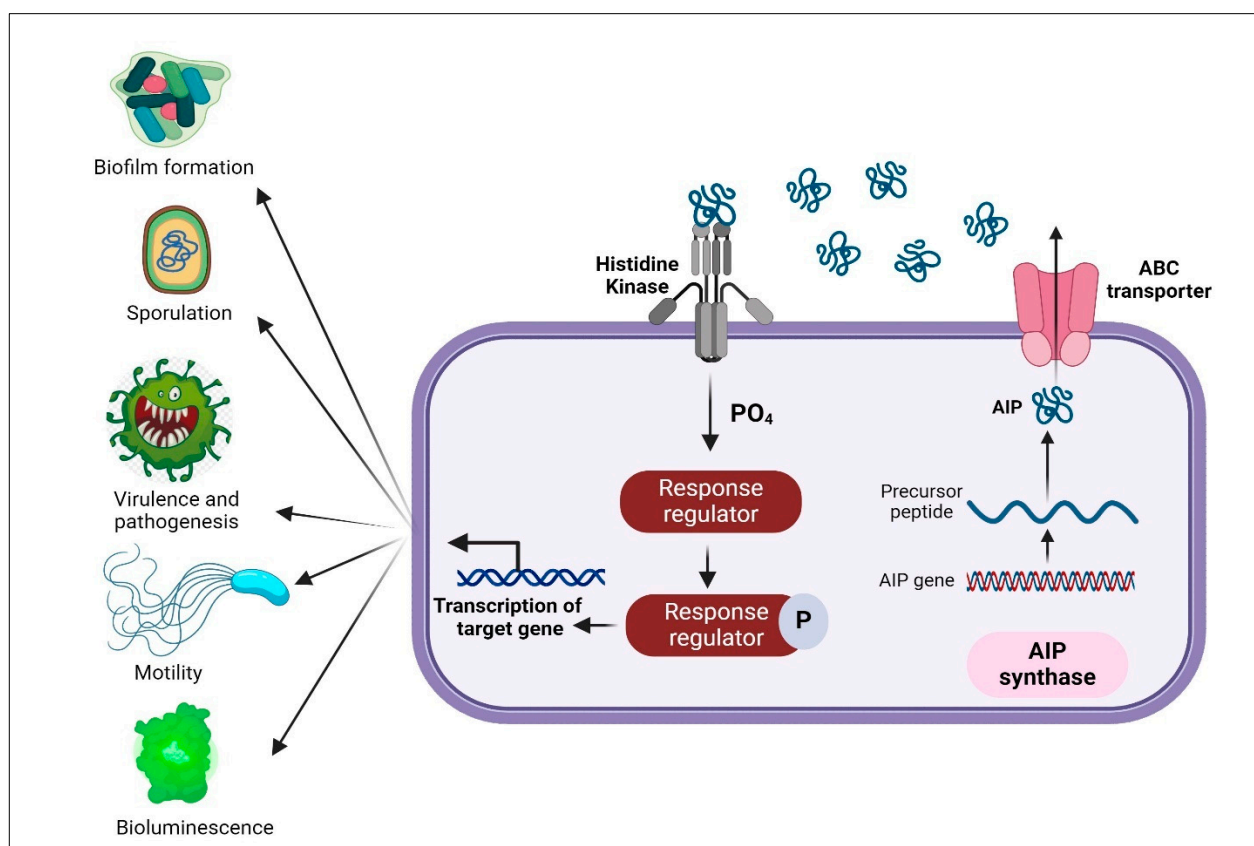 Biofilm formation
Sporulation
Virulence and
pathogenesis
Motility
Bioluminescence
Histidine
Kinase
PO₄
Response
regulator
Response
regulator
P
Transcription of
target gene
ABC
transporter
AIP
Precursor
peptide
AIP gene
AIP
synthase